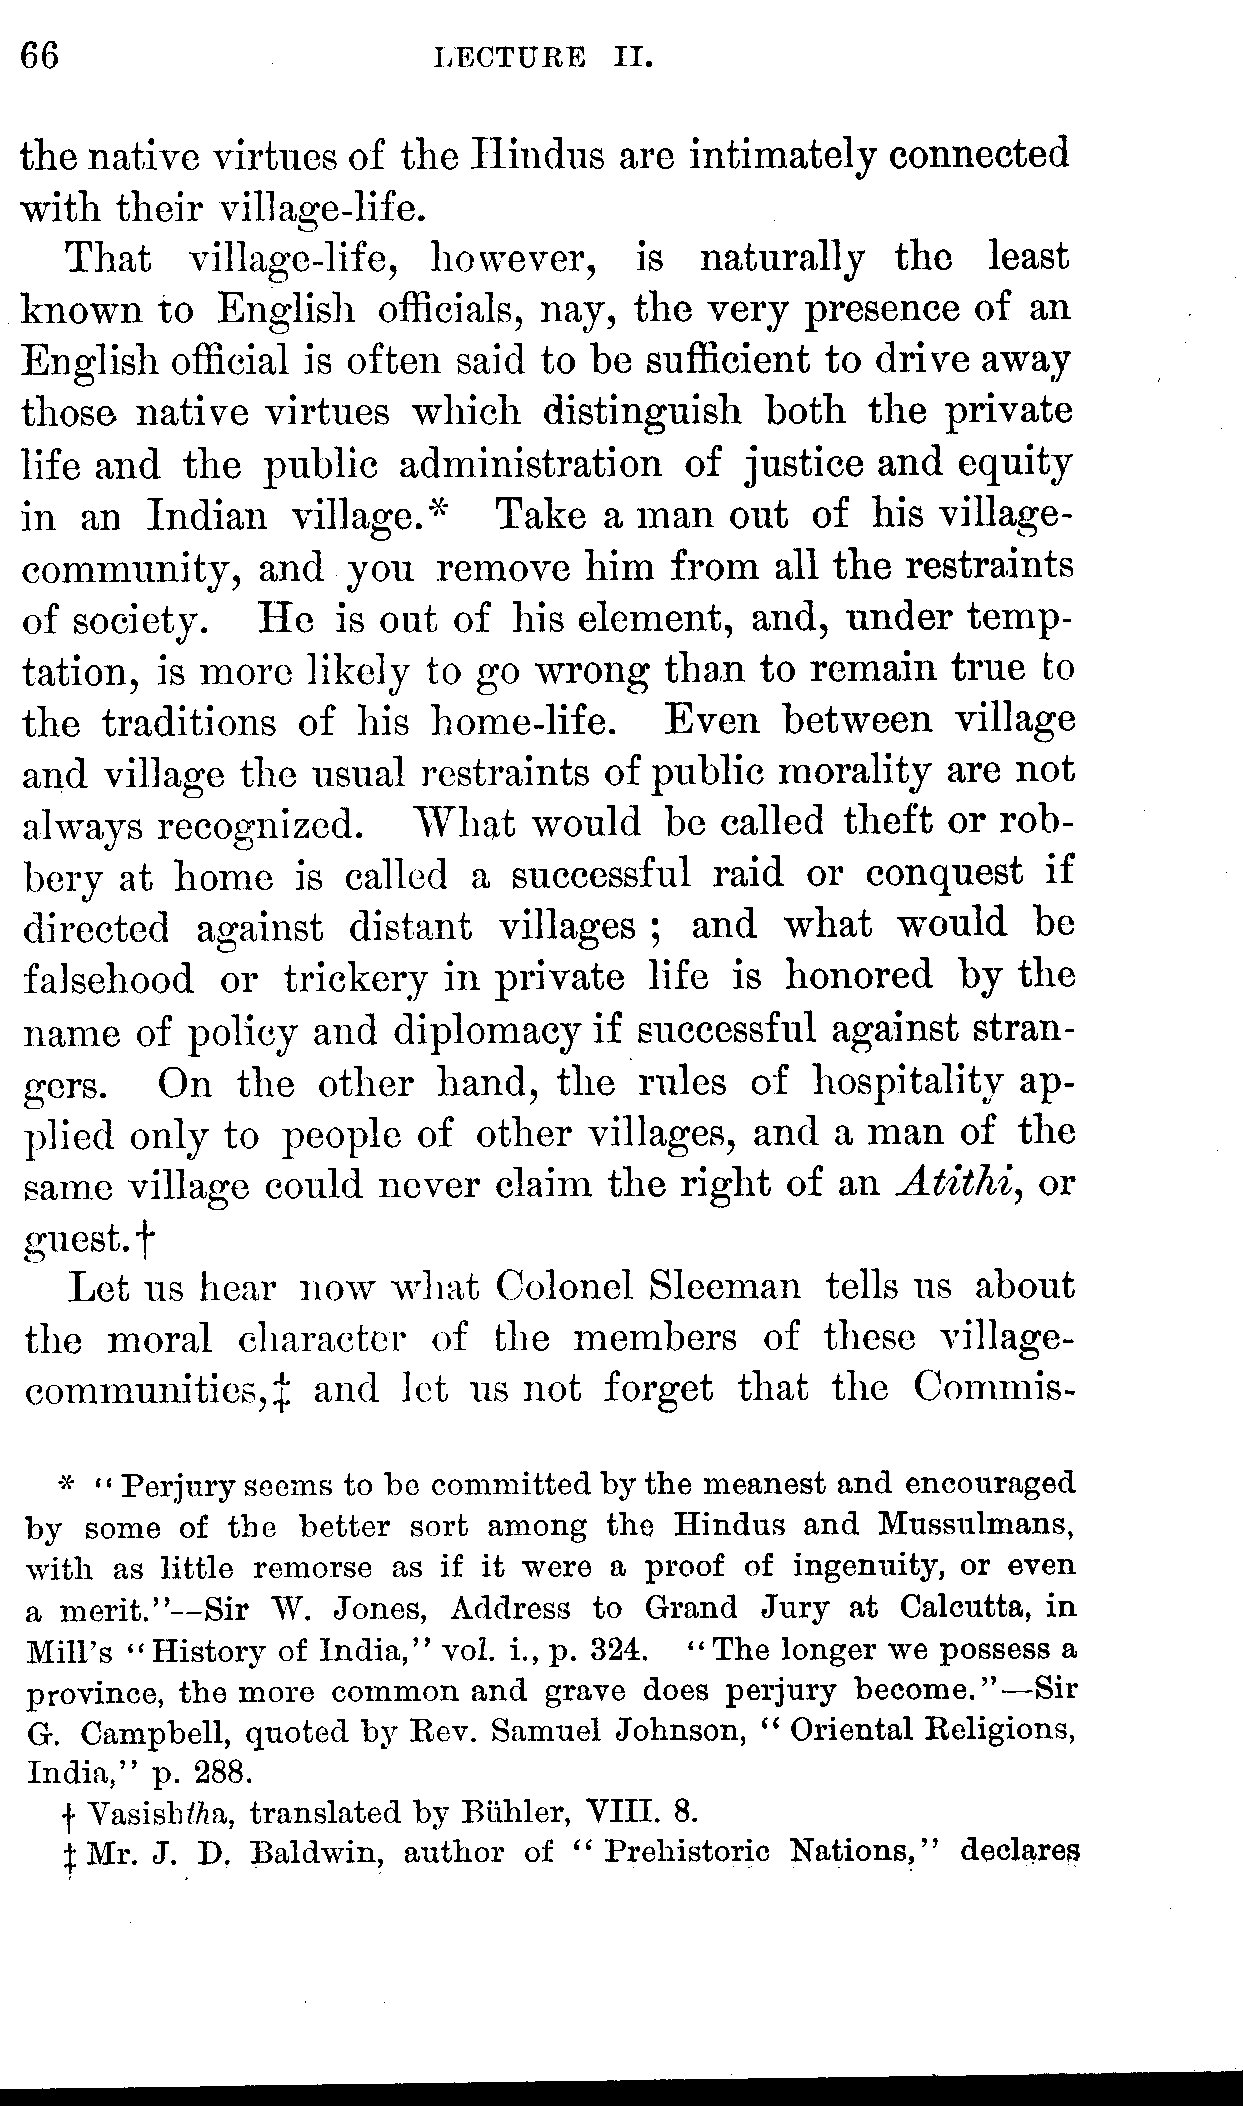 66 LECTURE II.
the native virtues of the Hindus are intimately connected
with their village-life.
That village-life, however, is naturally the least
known to English officials, nay, the very presence of an
English official is often said to be sufficient to drive away
those native virtues which distinguish both the private
life and the public administration of justice and equity
in an Indian village.* Take a man out of his village-
community, and you remove him from all the restraints
of society. He is out of his element, and, under temp-
tation, is more likely to go wrong than to remain true to
the traditions of his home-life. Even between village
and village the usual restraints of public morality are not
always recognized. What would be called theft or rob-
bery at home is called a successful raid or conquest if
directed against distant villages ; and what would be
falsehood or trickery in private life is honored by the
name of policy and diplomacy if successful against stran-
gers. On the other hand, the rules of hospitality ap-
plied only to people of other villages, and a man of the
same village could never claim the right of an Atithi, or
guest.†
Let us hear now what Colonel Sleeman tells us about
the moral character of the members of these village-
communities,‡ and let us not forget that the Commis-
* "Perjury seems to be committed by the meanest and encouraged
by some of the better sort among the Hindus and Mussulmans,
with as little remorse as if it were a proof of ingenuity, or even
a merit."--Sir W. Jones, Address to Grand Jury at Calcutta, in
Mill's "History of India," vol. i., p. 324. "The longer we possess a
province, the more common and grave does perjury become."—Sir
G. Campbell, quoted by Rev. Samuel Johnson, "Oriental Religions,
India," p. 288.
† Vasishtha, translated by Bühler, VIII. 8.
‡ Mr. J. D. Baldwin, author of "Prehistoric Nations," declares